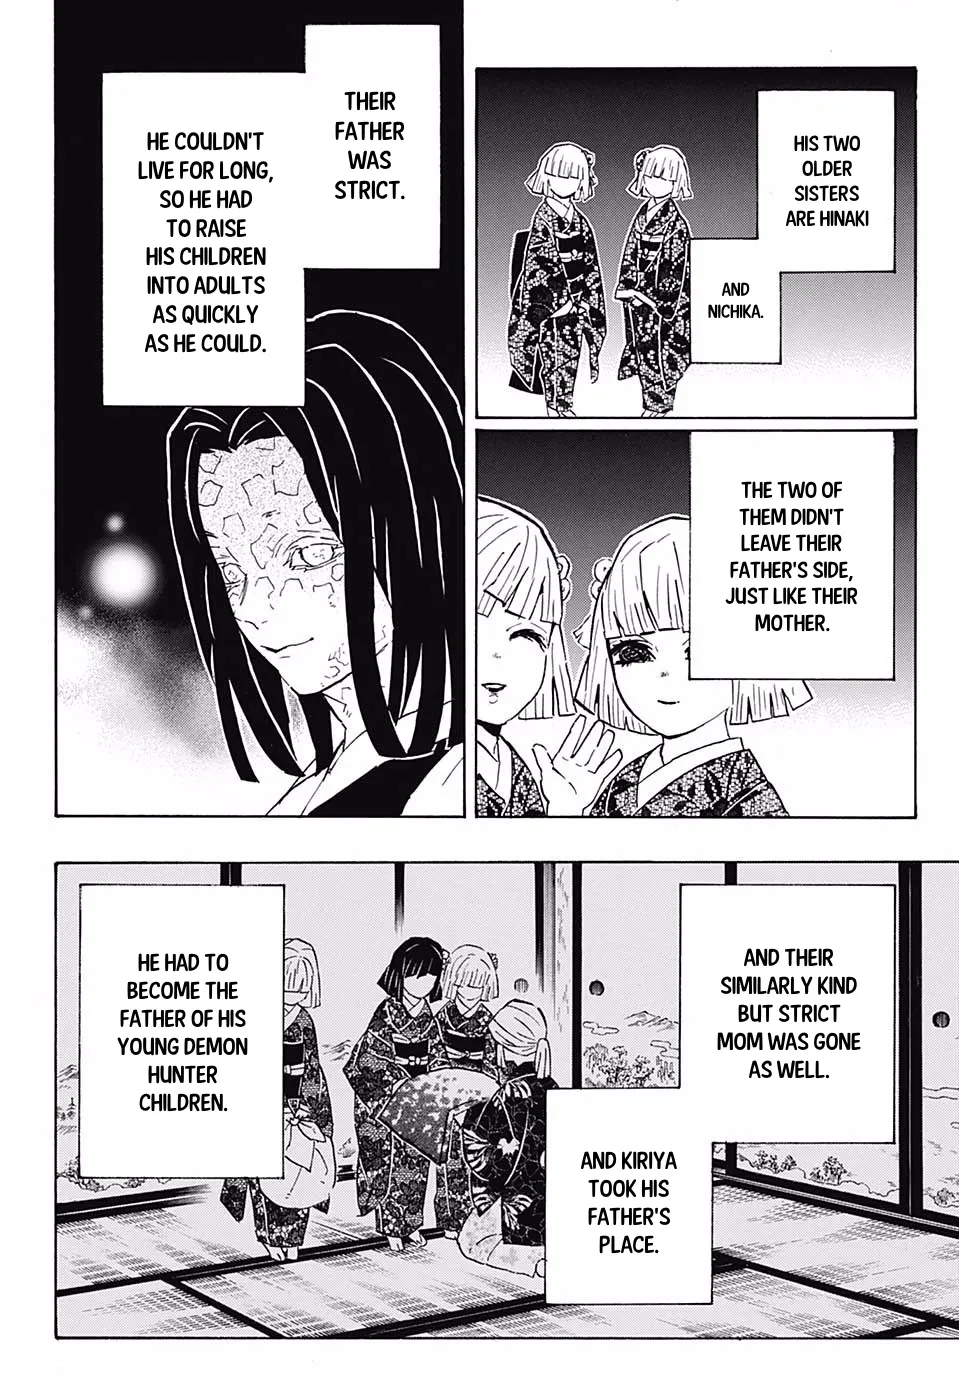 HIS TWO
OLDER
SISTERS
ARE HINAKI
AND
NICHIKA.
THE TWO OF
THEM DIDN'T
LEAVE THEIR
FATHER'S SIDE,
JUST LIKE THEIR
MOTHER.
THEIR
FATHER
WAS
STRICT.
HE COULDN'T
LIVE FOR LONG,
SO HE HAD
TO RAISE
HIS CHILDREN
INTO ADULTS
AS QUICKLY
AS HE COULD.
AND THEIR
SIMILARLY KIND
BUT STRICT
MOM WAS GONE
AS WELL.
AND KIRIYA
TOOK HIS
FATHER'S
PLACE.
HE HAD TO
BECOME THE
FATHER OF HIS
YOUNG DEMON
HUNTER
CHILDREN.